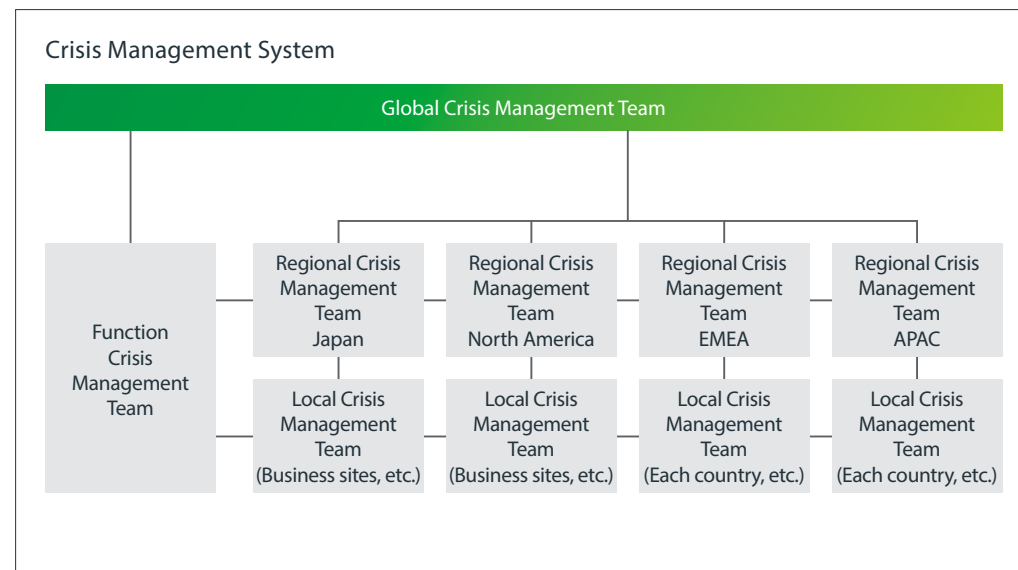 Crisis Management System
Global Crisis Management Team
Function
Crisis
Management
Team
Regional Crisis
Management
Team
Japan
Regional Crisis
Management
Team
North America
Regional Crisis
Management
Team
EMEA
Regional Crisis
Management
Team
APAC
Local Crisis
Management
Team
(Business sites, etc.)
Local Crisis
Management
Team
(Business sites, etc.)
Local Crisis
Management
Team
(Each country, etc.)
Local Crisis
Management
Team
(Each country, etc.)